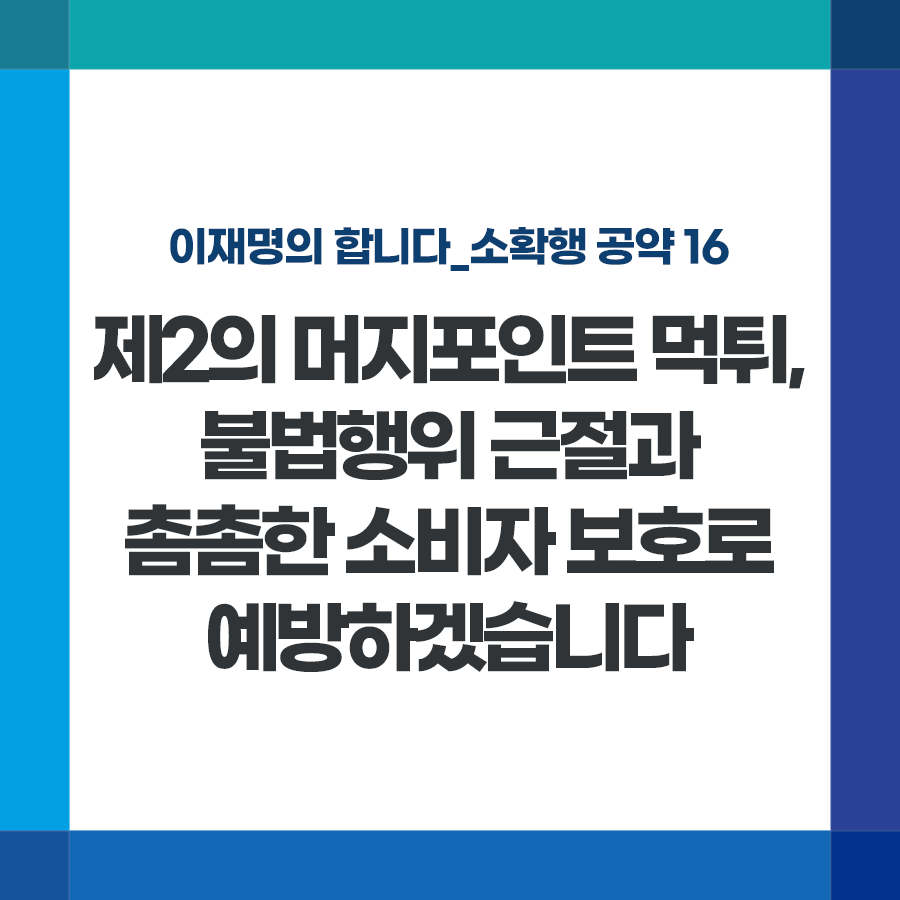 이재명의 합니다_소확행 공약 16
제2의 머지포인트 먹튀,
불법행위 근절과
촘촘한 소비자 보호로
예방하겠습니다